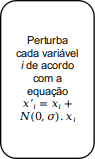 Perturba
cada variável
i de acordo
com a
equação
x'ᵢ = xᵢ +
N(0, σ). xᵢ